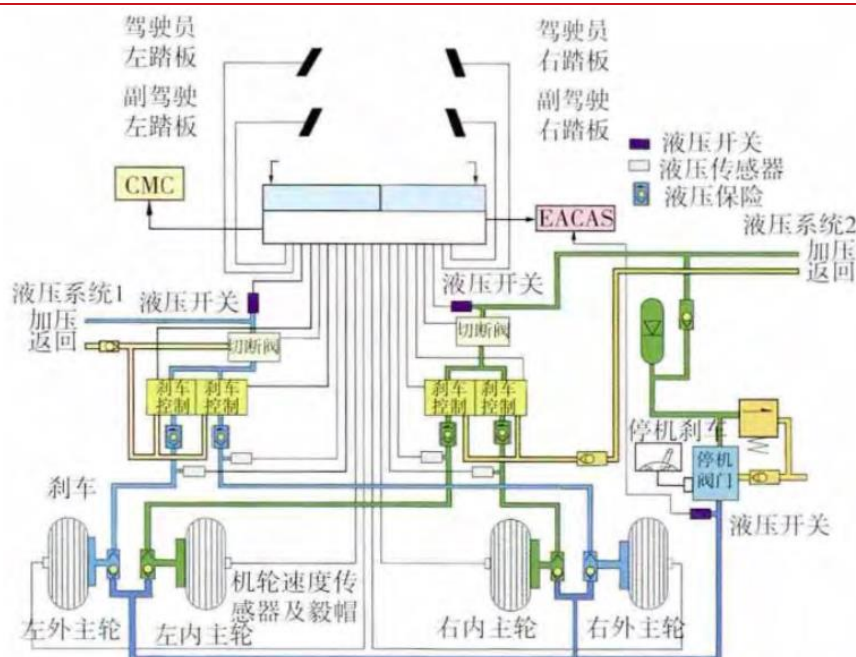 驾驶员
左踏板
驾驶员
右踏板
副驾驶
左踏板
副驾驶
右踏板
液压开关
液压传感器
液压保险
CMC
EACAS
液压系统2
加压
返回
液压系统1
加压
返回
液压开关
液压开关
切断阀
切断阀
刹车
控制
刹车
控制
刹车
控制
刹车
控制
停机刹车
停机
阀门
液压开关
刹车
机轮速度传
感器及毂帽
左外主轮
左内主轮
右内主轮
右外主轮